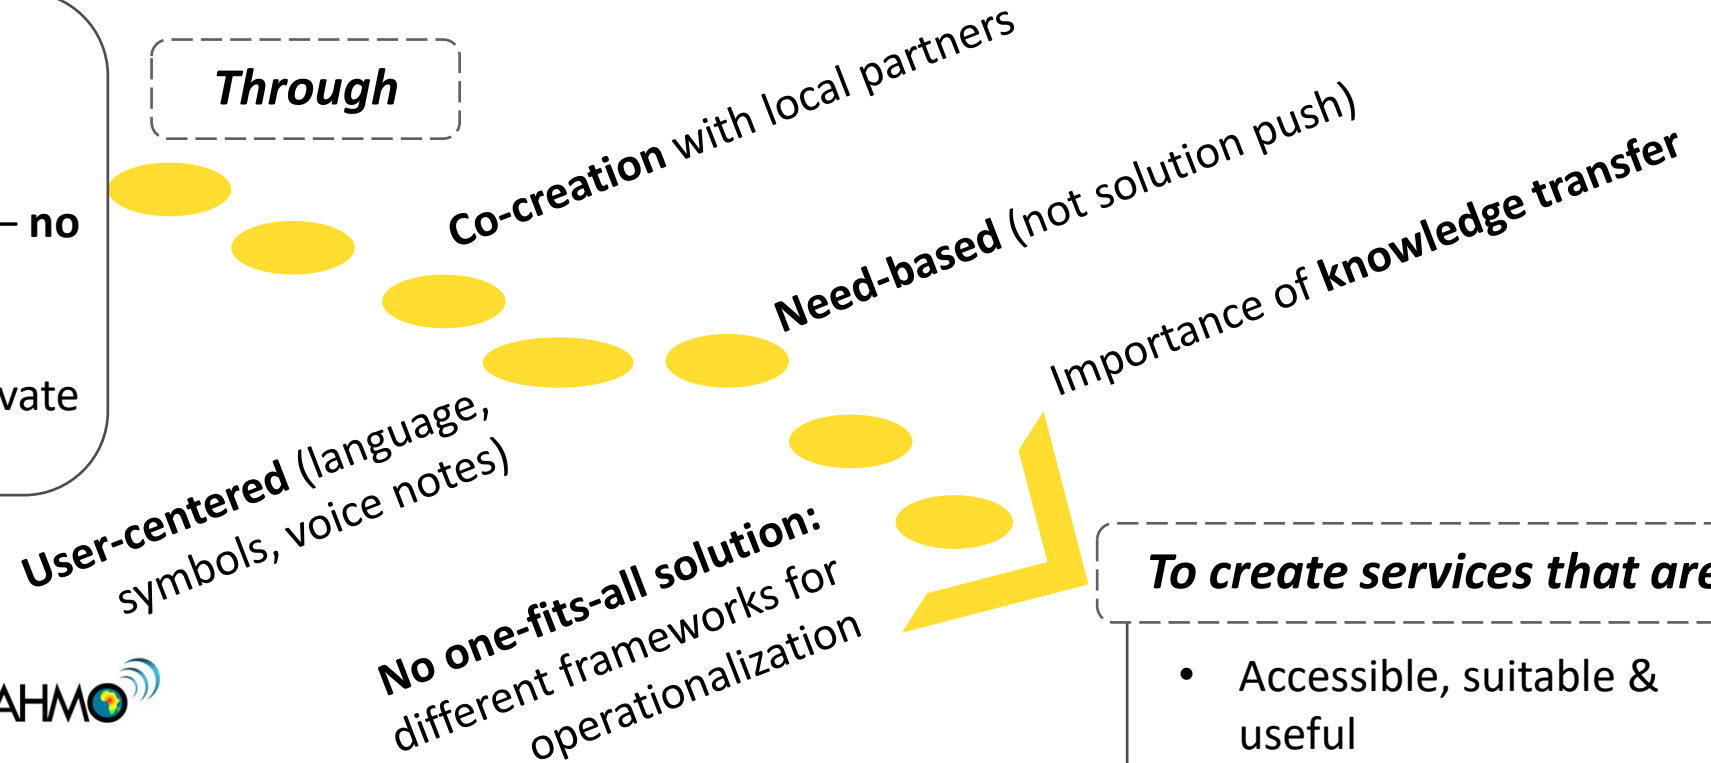 Through
– no
vate
Co-creation with local partners
Need-based (not solution push)
Importance of knowledge transfer
User-centered (language,
symbols, voice notes)
No one-fits-all solution:
different frameworks for
operationalization
To create services that are
• Accessible, suitable &
useful
AHMO